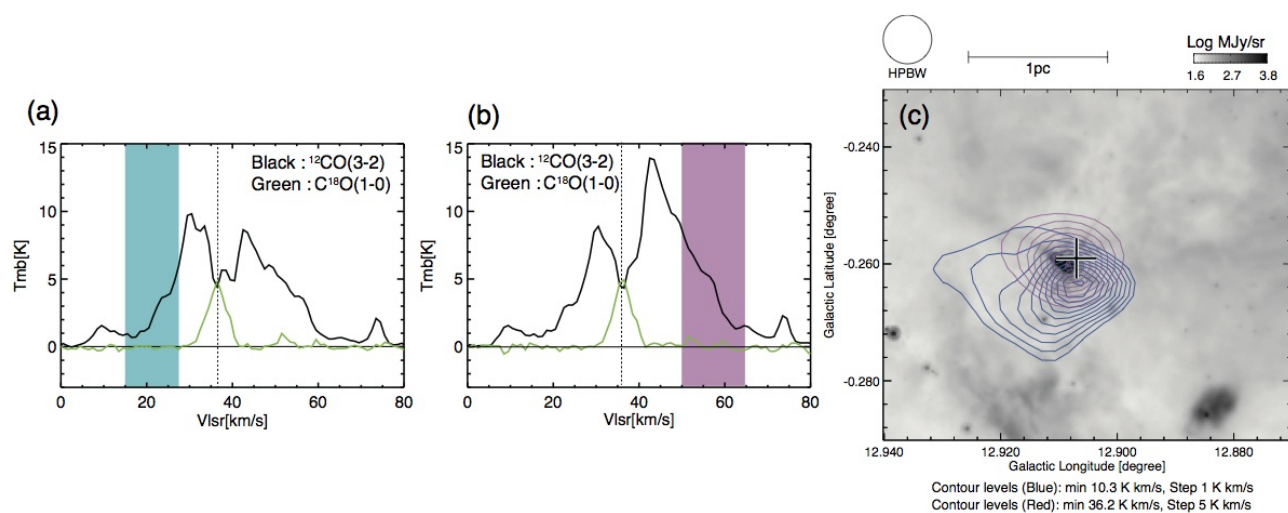 (a)
Black : ¹²CO(3-2)
Green : C¹⁸O(1-0)
Tmb[K]
15
10
5
0
0 20 40 60 80
Vlsr[km/s]
(b)
Black : ¹²CO(3-2)
Green : C¹⁸O(1-0)
Tmb[K]
15
10
5
0
0 20 40 60 80
Vlsr[km/s]
HPBW
1pc
Log MJy/sr
1.6 2.7 3.8
(c)
Galactic Latitude [degree]
-0.240
-0.260
-0.280
12.940 12.920 12.900 12.880
Galactic Longitude [degree]
Contour levels (Blue): min 10.3 K km/s, Step 1 K km/s
Contour levels (Red): min 36.2 K km/s, Step 5 K km/s